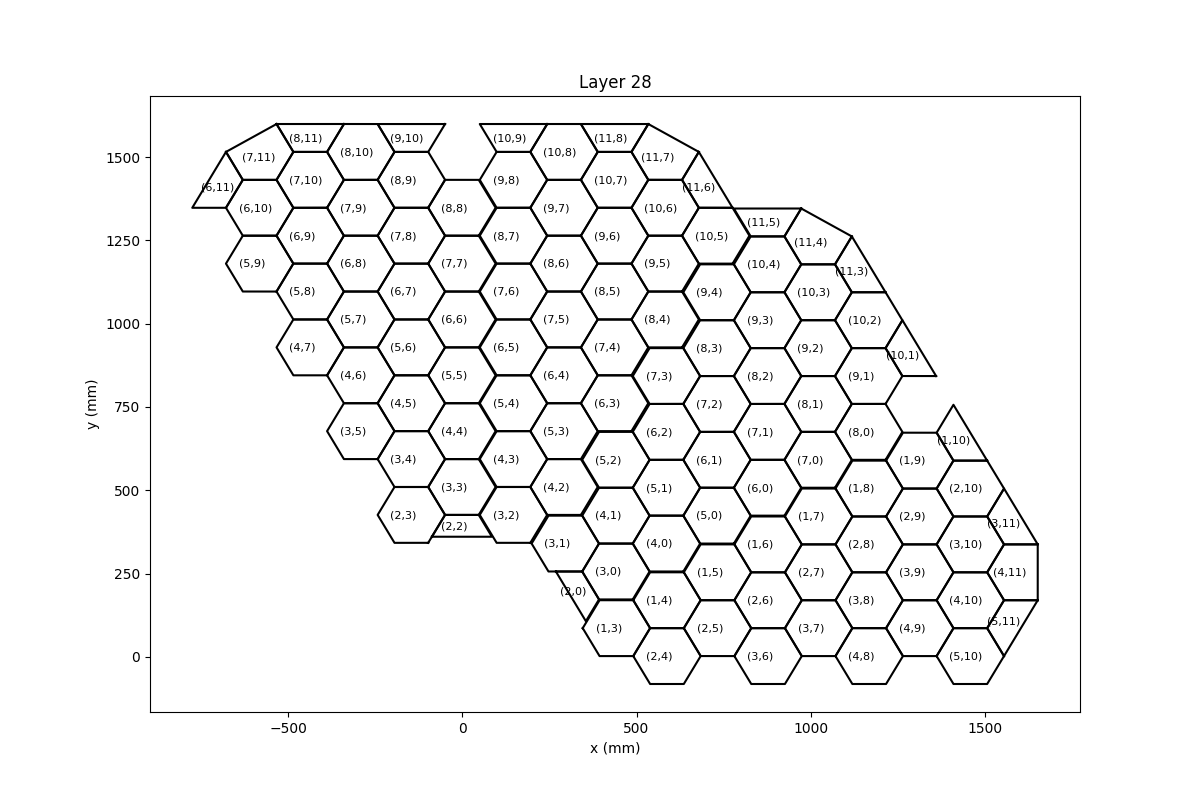 Layer 28
(8,11) (9,10) (10,9) (11,8)
(7,11) (8,10) (10,8) (11,7)
(6,11) (7,10) (8,9) (9,8) (10,7) (11,6)
(6,10) (7,9) (8,8) (9,7) (10,6) (11,5)
(6,9) (7,8) (8,7) (9,6) (10,5) (11,4)
(5,9) (6,8) (7,7) (8,6) (9,5) (10,4) (11,3)
(5,8) (6,7) (7,6) (8,5) (9,4) (10,3)
(5,7) (6,6) (7,5) (8,4) (9,3) (10,2)
(4,7) (5,6) (6,5) (7,4) (8,3) (9,2) (10,1)
(4,6) (5,5) (6,4) (7,3) (8,2) (9,1)
(4,5) (5,4) (6,3) (7,2) (8,1)
(3,5) (4,4) (5,3) (6,2) (7,1) (8,0) (1,10)
(3,4) (4,3) (5,2) (6,1) (7,0) (1,9)
(3,3) (4,2) (5,1) (6,0) (1,8) (2,10)
(2,3) (2,2) (3,2) (4,1) (5,0) (1,7) (2,9) (3,11)
(3,1) (4,0) (1,6) (2,8) (3,10)
(3,0) (1,5) (2,7) (3,9) (4,11)
(2,0) (1,4) (2,6) (3,8) (4,10)
(1,3) (2,5) (3,7) (4,9) (5,11)
(2,4) (3,6) (4,8) (5,10)
1500
1250
1000
750
500
250
0
y (mm)
−500 0 500 1000 1500
x (mm)